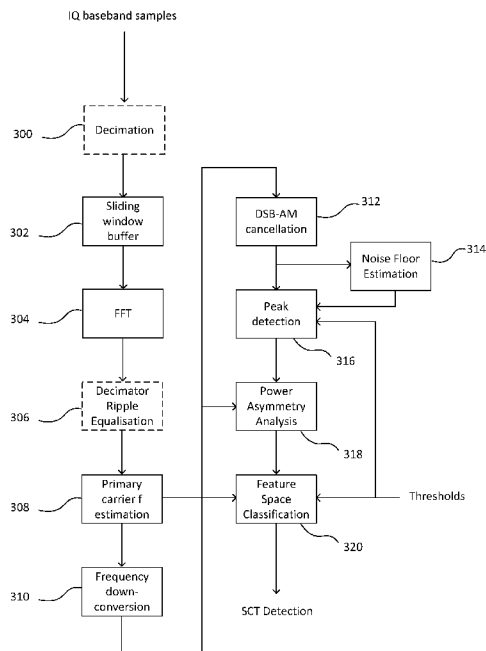 IQ baseband samples
300
Decimation
302
Sliding
window
buffer
304
FFT
306
Decimator
Ripple
Equalisation
308
Primary
carrier f
estimation
310
Frequency
down-
conversion
DSB-AM
cancellation
312
Noise Floor
Estimation
314
Peak
detection
316
Power
Asymmetry
Analysis
318
Feature
Space
Classification
320
Thresholds
SCT Detection